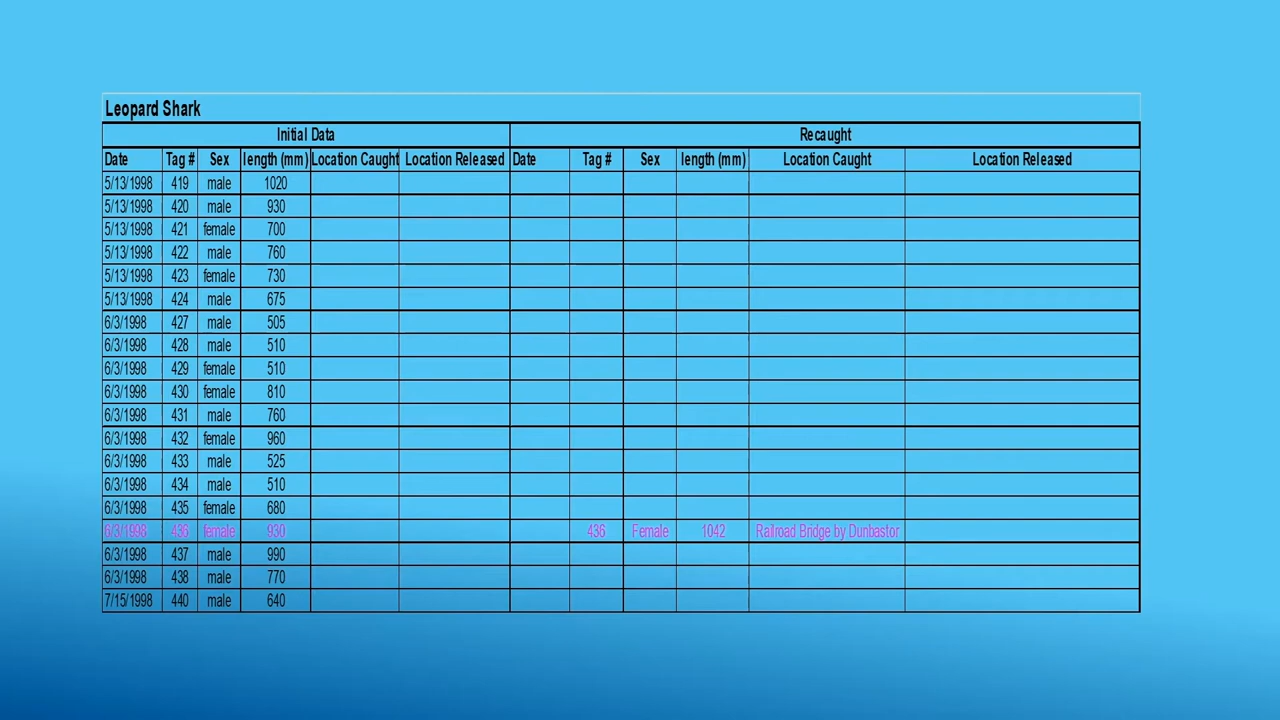 Leopard Shark
Initial Data Recaught
Date Tag # Sex length (mm) Location Caught Location Released Date Tag # Sex length (mm) Location Caught Location Released
5/13/1998 419 male 1020
5/13/1998 420 male 930
5/13/1998 421 female 700
5/13/1998 422 male 760
5/13/1998 423 female 730
5/13/1998 424 male 675
6/3/1998 427 male 505
6/3/1998 428 male 510
6/3/1998 429 female 510
6/3/1998 430 female 810
6/3/1998 431 male 760
6/3/1998 432 female 960
6/3/1998 433 male 525
6/3/1998 434 male 510
6/3/1998 435 female 680
6/3/1998 436 female 930 436 Female 1042 Railroad Bridge by Dunbastor
6/3/1998 437 male 990
6/3/1998 438 male 770
7/15/1998 440 male 640